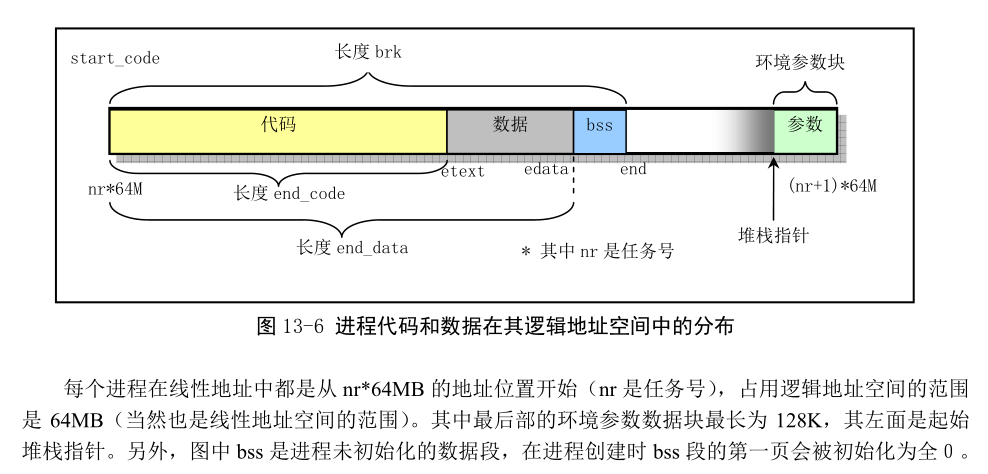 长度 brk
start_code
环境参数块
代码
数据
bss
参数
etext
edata
end
nr*64M
长度 end_code
(nr+1)*64M
堆栈指针
长度 end_data
* 其中 nr 是任务号
图 13-6 进程代码和数据在其逻辑地址空间中的分布
每个进程在线性地址中都是从 nr*64MB 的地址位置开始（nr 是任务号），占用逻辑地址空间的范围
是 64MB（当然也是线性地址空间的范围）。其中最后部的环境参数数据块最长为 128K，其左面是起始
堆栈指针。另外，图中 bss 是进程未初始化的数据段，在进程创建时 bss 段的第一页会被初始化为全 0 。